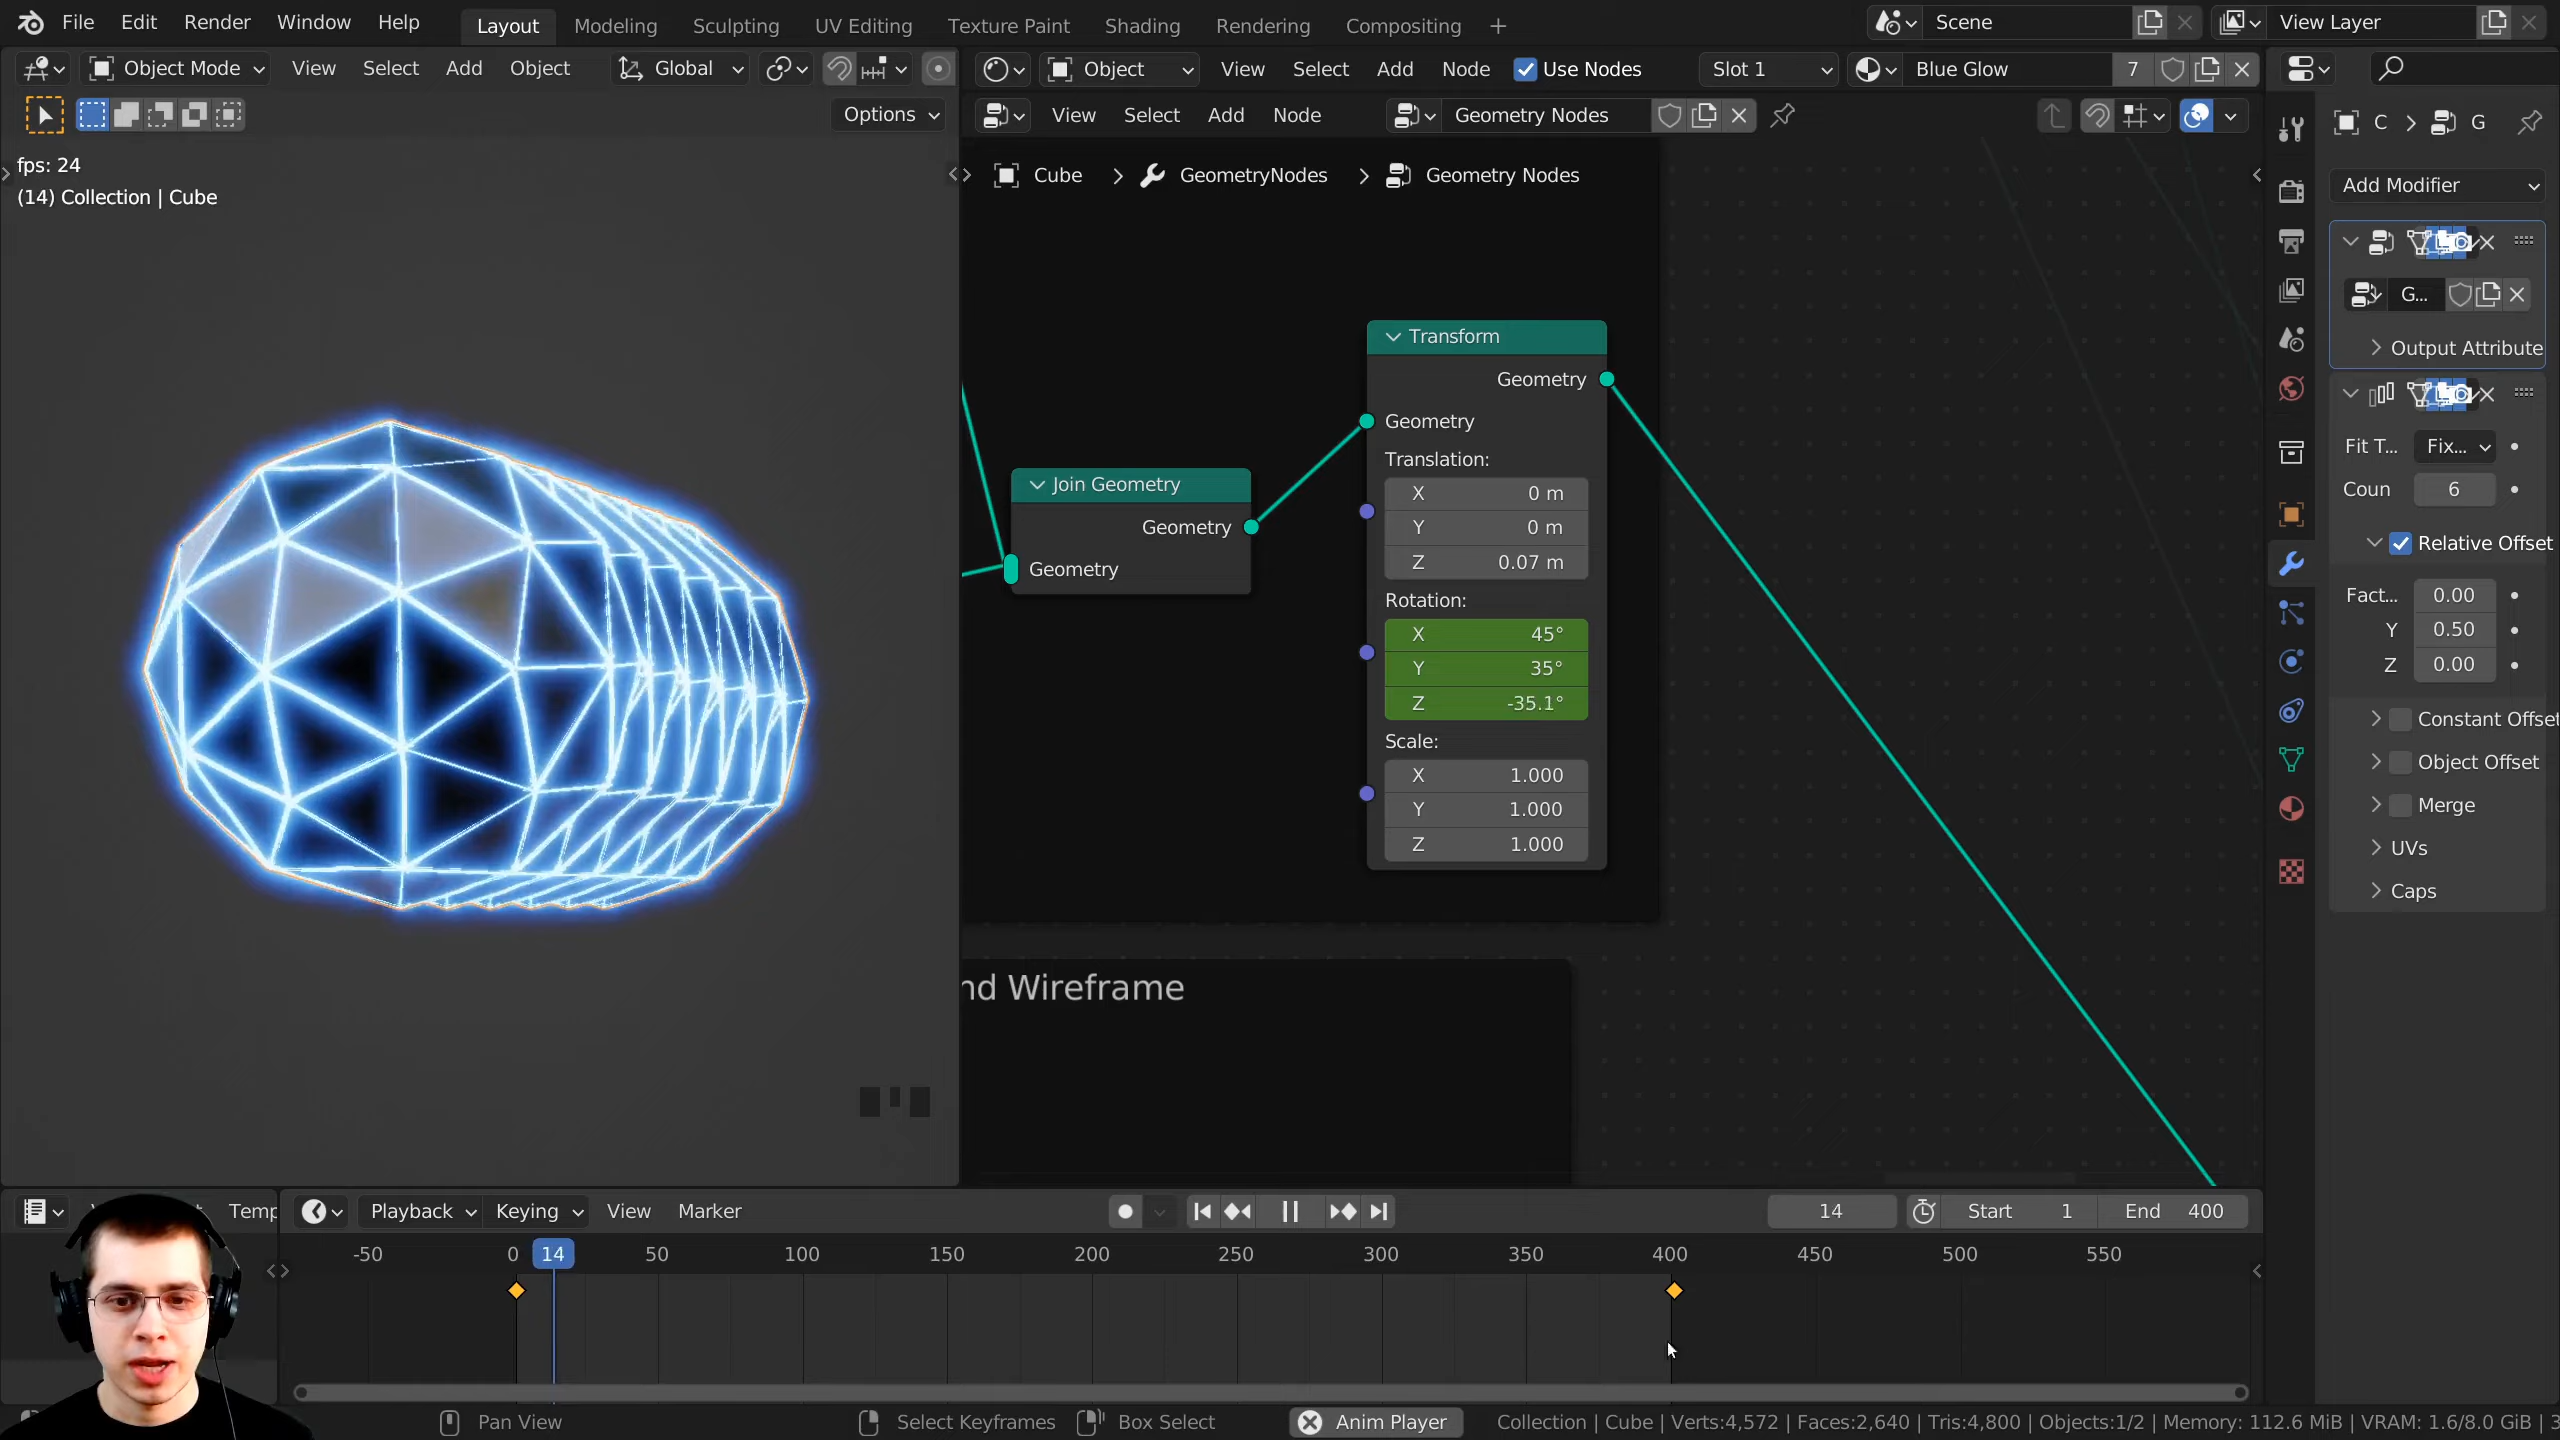 File Edit Render Window Help Layout Modeling Sculpting UV Editing Texture Paint Shading Rendering Compositing + Scene View Layer
Object Mode View Select Add Object Global
Object View Select Add Node Use Nodes Slot 1 Blue Glow 7
Options
View Select Add Node Geometry Nodes
C > G
fps: 24
(14) Collection | Cube
Cube > GeometryNodes > Geometry Nodes
Add Modifier
G...
Output Attribute
Fit T... Fix...
Coun 6
Relative Offset
Fact... 0.00
Y 0.50
Z 0.00
Constant Offset
Object Offset
Merge
UVs
Caps
Transform
Geometry
Geometry
Translation:
X 0 m
Y 0 m
Z 0.07 m
Rotation:
X 45°
Y 35°
Z -35.1°
Scale:
X 1.000
Y 1.000
Z 1.000
Join Geometry
Geometry
Geometry
nd Wireframe
Temp Playback Keying View Marker 14 Start 1 End 400
-50 0 14 50 100 150 200 250 300 350 400 450 500 550
Pan View Select Keyframes Box Select Anim Player Collection | Cube | Verts:4,572 | Faces:2,640 | Tris:4,800 | Objects:1/2 | Memory: 112.6 MiB | VRAM: 1.6/8.0 GiB | 3